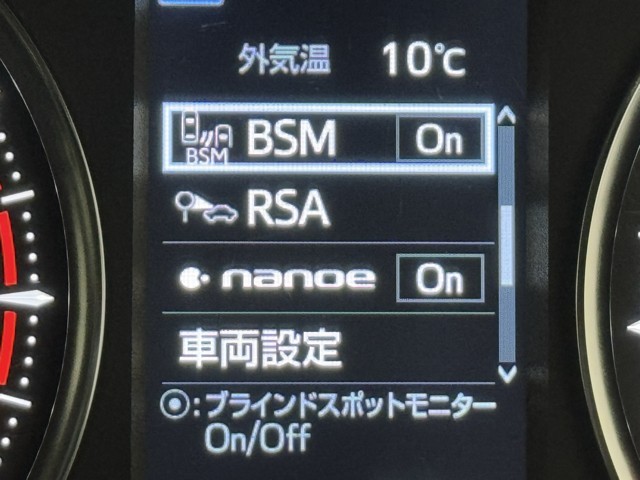 外気温 10℃
BSM BSM On
RSA
nanoe On
車両設定
◉:ブラインドスポットモニター
On/Off